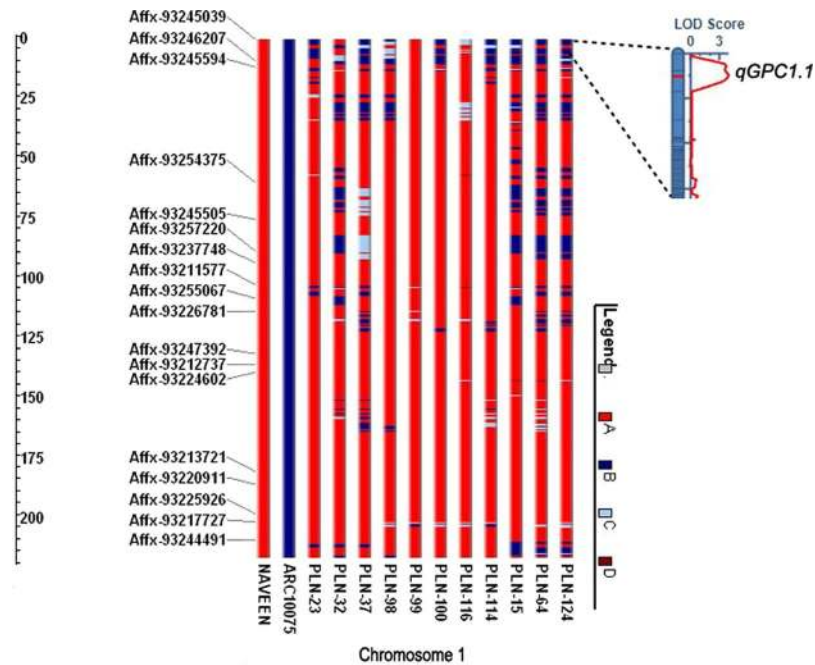 LOD Score
0 3
qGPC1.1
0
25
50
75
100
125
150
175
200
Affx-93245039
Affx-93246207
Affx-93245594
Affx-93254375
Affx-93245505
Affx-93257220
Affx-93237748
Affx-93211577
Affx-93255067
Affx-93226781
Affx-93247392
Affx-93212737
Affx-93224602
Affx-93213721
Affx-93220911
Affx-93225926
Affx-93217727
Affx-93244491
NAVEEN
ARC10075
PLN-23
PLN-32
PLN-37
PLN-98
PLN-99
PLN-100
PLN-116
PLN-114
PLN-15
PLN-64
PLN-124
Legend
.
A
B
C
D
Chromosome 1